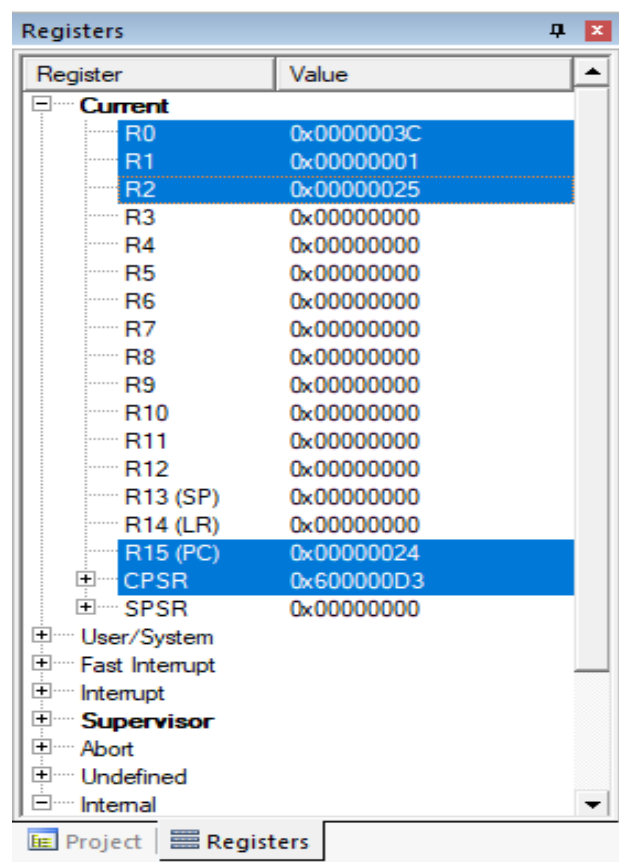 Registers
Register Value
Current
R0 0x0000003C
R1 0x00000001
R2 0x00000025
R3 0x00000000
R4 0x00000000
R5 0x00000000
R6 0x00000000
R7 0x00000000
R8 0x00000000
R9 0x00000000
R10 0x00000000
R11 0x00000000
R12 0x00000000
R13 (SP) 0x00000000
R14 (LR) 0x00000000
R15 (PC) 0x00000024
CPSR 0x600000D3
SPSR 0x00000000
User/System
Fast Interrupt
Interrupt
Supervisor
Abort
Undefined
Internal
Project Registers